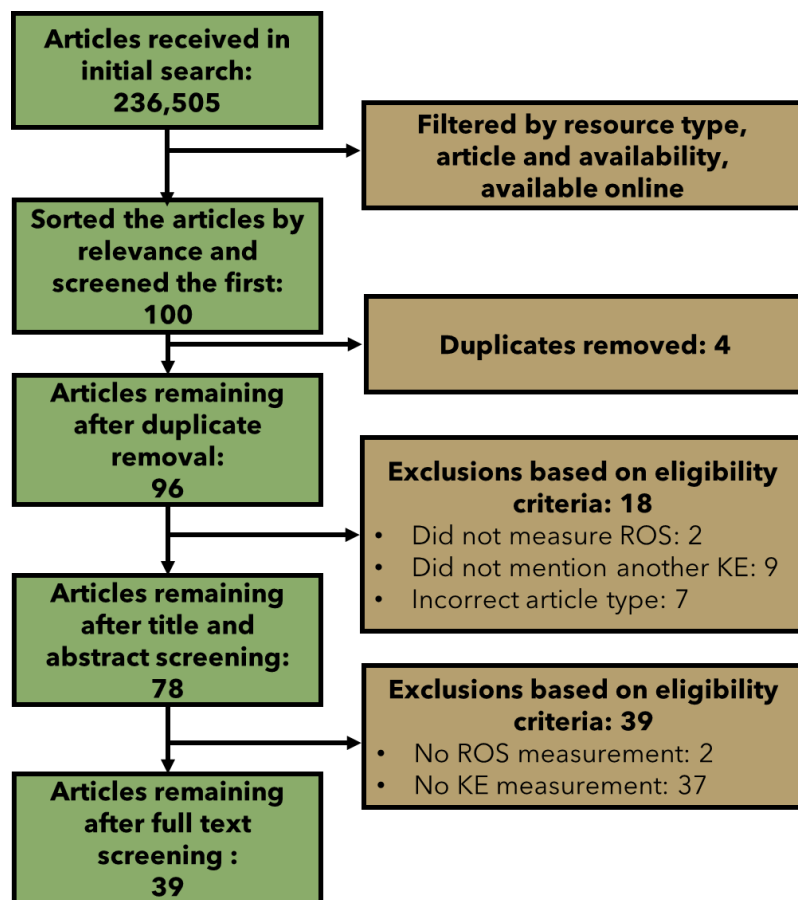 Articles received in
initial search:
236,505
Filtered by resource type,
article and availability,
available online
Sorted the articles by
relevance and
screened the first:
100
Duplicates removed: 4
Articles remaining
after duplicate
removal:
96
Exclusions based on eligibility
criteria: 18
• Did not measure ROS: 2
• Did not mention another KE: 9
• Incorrect article type: 7
Articles remaining
after title and
abstract screening:
78
Exclusions based on eligibility
criteria: 39
• No ROS measurement: 2
• No KE measurement: 37
Articles remaining
after full text
screening :
39